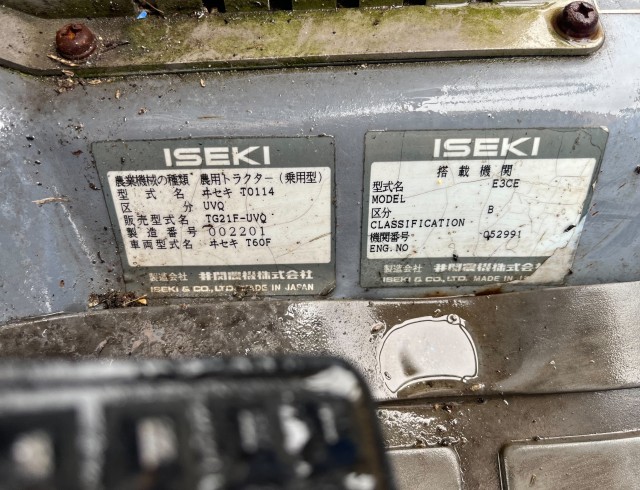 ISEKI
農業機械の種類 農用トラクター(乗用型)
型式名 ヰセキ TO114
区分 UVQ
販売型式名 TG21F-UVQ
製造番号 002201
車両型式名 ヰセキ T60F
製造会社 井関農機株式会社
ISEKI & CO., LTD. MADE IN JAPAN
ISEKI
搭載機関
型式名 E3CE
MODEL
区分 B
CLASSIFICATION
機関番号 052991
ENG. NO
製造会社 井関農機株式会社
ISEKI & CO., LTD. MADE IN